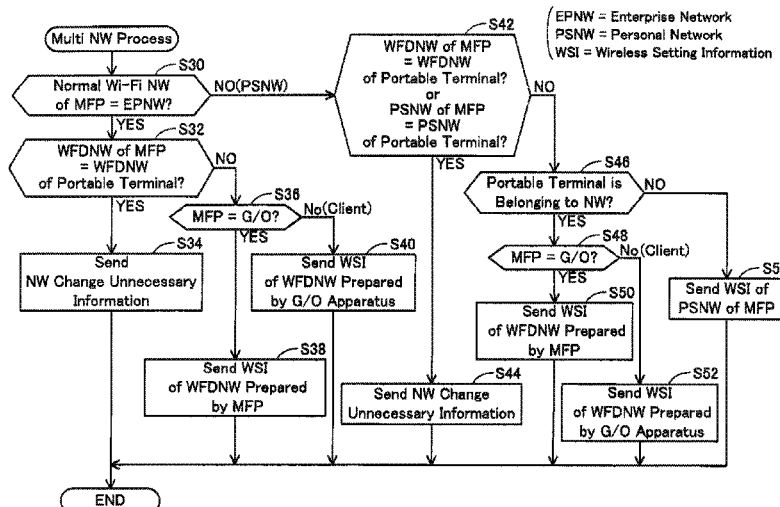 EPNW = Enterprise Network
PSNW = Personal Network
WSI = Wireless Setting Information
Multi NW Process
S30
Normal Wi-Fi NW
of MFP = EPNW?
NO(PSNW)
YES
S42
WFDNW of MFP
= WFDNW
of Portable Terminal?
or
PSNW of MFP
= PSNW
of Portable Terminal?
NO
YES
S32
WFDNW of MFP
= WFDNW
of Portable Terminal?
NO
YES
S34
Send
NW Change Unnecessary
Information
S36
MFP = G/O?
No(Client)
YES
S40
Send WSI
of WFDNW Prepared
by G/O Apparatus
S38
Send WSI
of WFDNW Prepared
by MFP
S44
Send NW Change
Unnecessary Information
S46
Portable Terminal is
Belonging to NW?
NO
YES
S48
MFP = G/O?
No(Client)
YES
S50
Send WSI
of WFDNW Prepared
by MFP
S52
Send WSI
of WFDNW Prepared
by G/O Apparatus
Send WSI of
PSNW of MFP
END